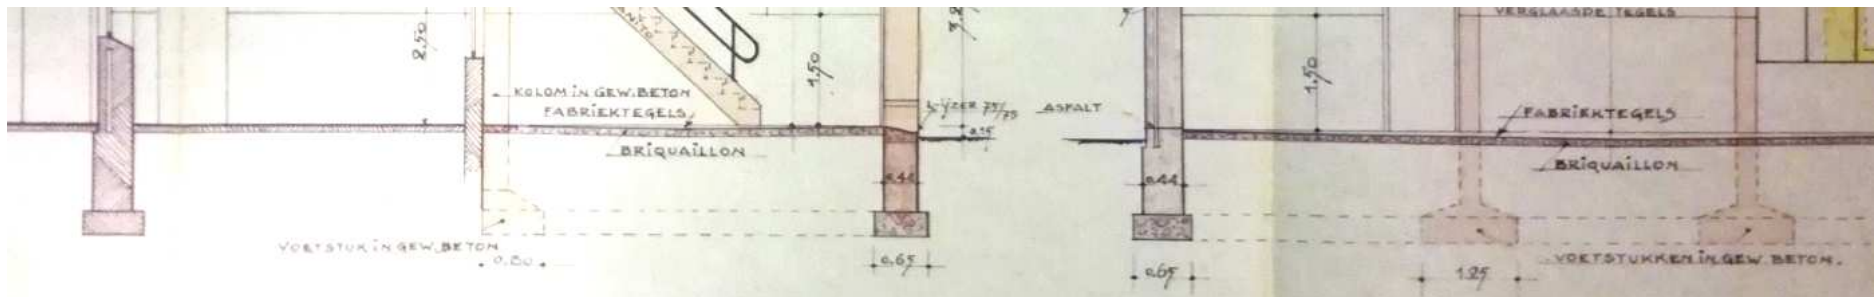 VERGLAASDE TEGELS
2.50
1.50
1.50
KOLOM IN GEW. BETON
FABRIEKTEGELS
IJZER 75/75
ASFALT
FABRIEKTEGELS
0.15
BRIQUAILLON
BRIQUAILLON
0.44
0.44
VOETSTUK IN GEW. BETON
0.80
0.65
0.65
1.25
VOETSTUKKEN IN GEW. BETON.